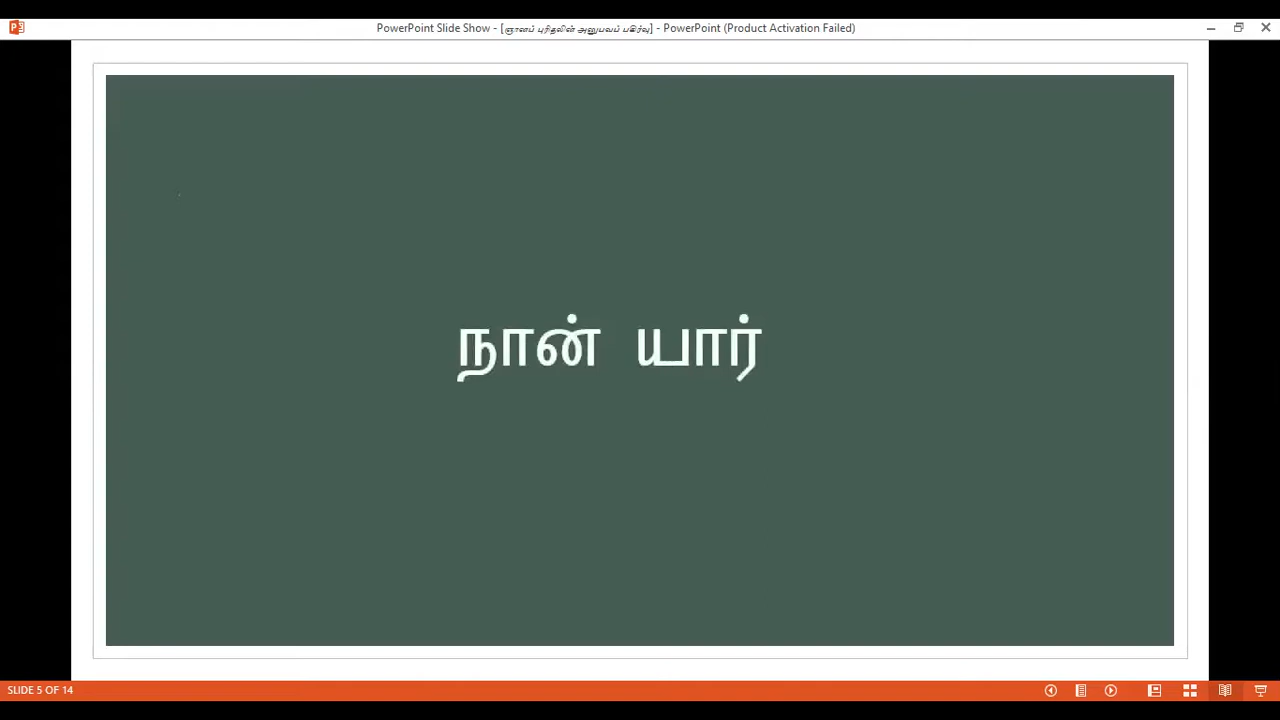 PowerPoint Slide Show - [ஞானப் புரிதலின் அனுபவப் பகிர்வு] - PowerPoint (Product Activation Failed)
நான் யார்
SLIDE 5 OF 14